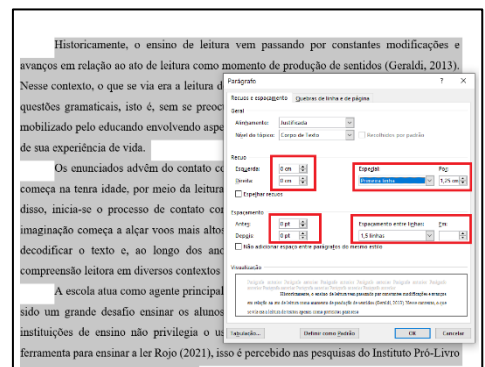 Historicamente, o ensino de leitura vem passando por constantes modificações e
avanços em relação ao ato de leitura como momento de produção de sentidos (Geraldi, 2013).
Nesse contexto, o que se via era a leitura d
questões gramaticais, isto é, sem se preoc
mobilizado pelo educando envolvendo aspe
de sua experiência de vida.
Os enunciados advêm do contato co
começa na tenra idade, por meio da leitura
disso, inicia-se o processo de contato con
imaginação começa a alçar voos mais altos
decodificar o texto e, ao longo dos ano
compreensão leitora em diversos contextos
A escola atua como agente principal
sido um grande desafio ensinar os alunos
instituições de ensino não privilegia o us
ferramenta para ensinar a ler Rojo (2021), isso é percebido nas pesquisas do Instituto Pró-Livro
Parágrafo ? ×
Recuos e espaçamento Quebras de linha e de página
Geral
Alinhamento: Justificada
Nível do tópico: Corpo de Texto Recolhidos por padrão
Recuo
Esquerda: 0 cm Especial: Por:
Direita: 0 cm Primeira linha 1,25 cm
Espelhar recuos
Espaçamento
Antes: 0 pt Espaçamento entre linhas: Em:
Depois: 0 pt 1,5 linhas
Não adicionar espaço entre parágrafos do mesmo estilo
Visualização
Tabulação... Definir como Padrão OK Cancelar